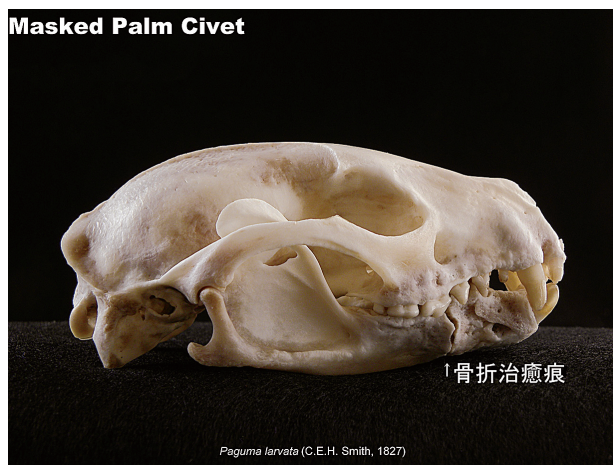 Masked Palm Civet
↑骨折治癒痕
Paguma larvata (C.E.H. Smith, 1827)